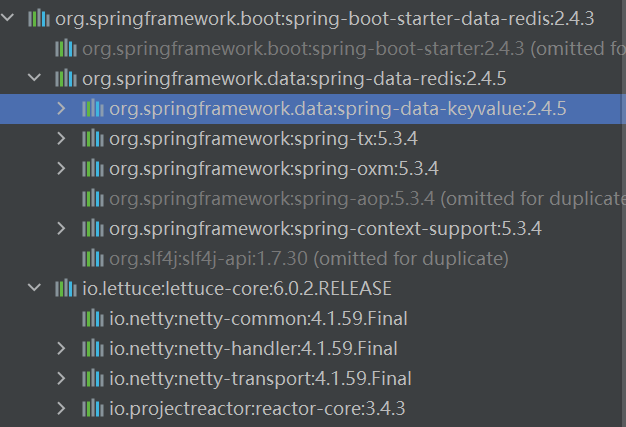 org.springframework.boot:spring-boot-starter-data-redis:2.4.3
org.springframework.boot:spring-boot-starter:2.4.3 (omitted fo
org.springframework.data:spring-data-redis:2.4.5
org.springframework.data:spring-data-keyvalue:2.4.5
org.springframework:spring-tx:5.3.4
org.springframework:spring-oxm:5.3.4
org.springframework:spring-aop:5.3.4 (omitted for duplicate
org.springframework:spring-context-support:5.3.4
org.slf4j:slf4j-api:1.7.30 (omitted for duplicate)
io.lettuce:lettuce-core:6.0.2.RELEASE
io.netty:netty-common:4.1.59.Final
io.netty:netty-handler:4.1.59.Final
io.netty:netty-transport:4.1.59.Final
io.projectreactor:reactor-core:3.4.3